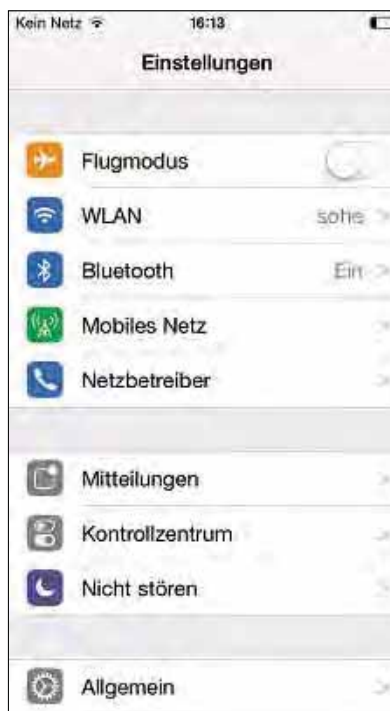 Kein Netz 16:13
Einstellungen
Flugmodus
WLAN sohe
Bluetooth Ein
Mobiles Netz
Netzbetreiber
Mitteilungen
Kontrollzentrum
Nicht stören
Allgemein